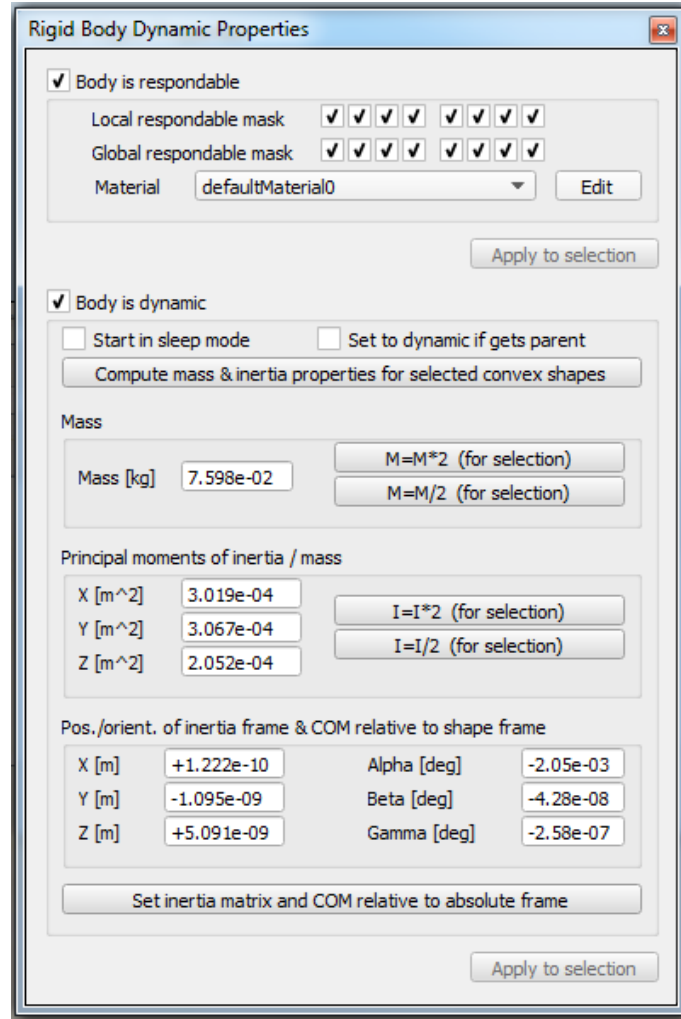 Rigid Body Dynamic Properties
Body is respondable
Local respondable mask
Global respondable mask
Material defaultMaterial0 Edit
Apply to selection
Body is dynamic
Start in sleep mode Set to dynamic if gets parent
Compute mass & inertia properties for selected convex shapes
Mass
Mass [kg] 7.598e-02 M=M*2 (for selection)
M=M/2 (for selection)
Principal moments of inertia / mass
X [m^2] 3.019e-04
I=I*2 (for selection)
Y [m^2] 3.067e-04
I=I/2 (for selection)
Z [m^2] 2.052e-04
Pos./orient. of inertia frame & COM relative to shape frame
X [m] +1.222e-10 Alpha [deg] -2.05e-03
Y [m] -1.095e-09 Beta [deg] -4.28e-08
Z [m] +5.091e-09 Gamma [deg] -2.58e-07
Set inertia matrix and COM relative to absolute frame
Apply to selection